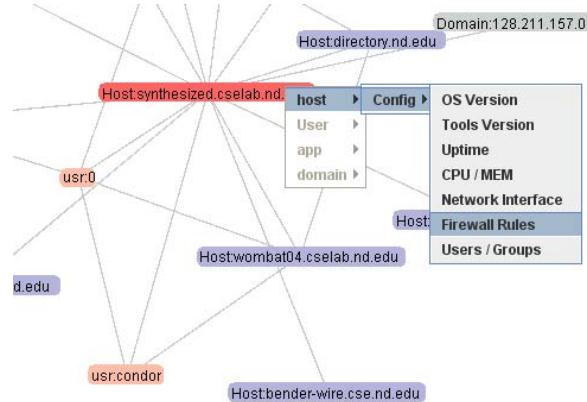 Domain:128.211.157.0
Host:directory.nd.edu
Host:synthesized.cselab.nd.
host
Config
OS Version
User
Tools Version
app
Uptime
domain
CPU / MEM
usr:0
Network Interface
Host:
Firewall Rules
Host:wombat04.cselab.nd.edu
Users / Groups
d.edu
usr:condor
Host:bender-wire.cse.nd.edu